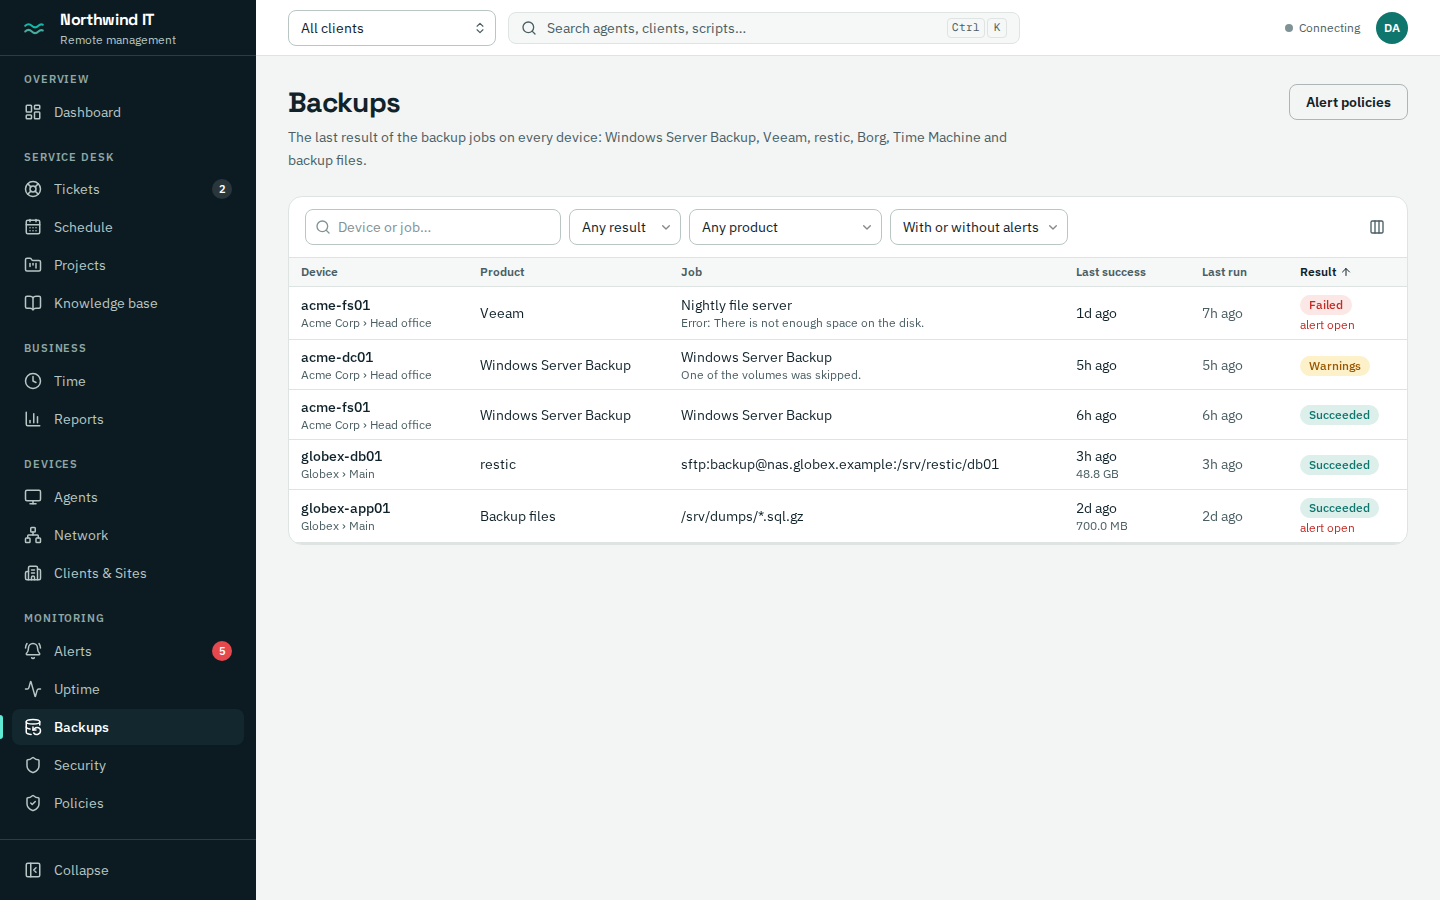 Northwind IT
Remote management
OVERVIEW
Dashboard
SERVICE DESK
Tickets 2
Schedule
Projects
Knowledge base
BUSINESS
Time
Reports
DEVICES
Agents
Network
Clients & Sites
MONITORING
Alerts 5
Uptime
Backups
Security
Policies
Collapse
All clients
Search agents, clients, scripts... Ctrl K
Connecting DA
Backups
Alert policies
The last result of the backup jobs on every device: Windows Server Backup, Veeam, restic, Borg, Time Machine and
backup files.
Device or job...
Any result
Any product
With or without alerts
Device Product Job Last success Last run Result ↑
acme-fs01
Acme Corp › Head office
Veeam
Nightly file server
Error: There is not enough space on the disk.
1d ago
7h ago
Failed
alert open
acme-dc01
Acme Corp › Head office
Windows Server Backup
Windows Server Backup
One of the volumes was skipped.
5h ago
5h ago
Warnings
acme-fs01
Acme Corp › Head office
Windows Server Backup
Windows Server Backup
6h ago
6h ago
Succeeded
globex-db01
Globex › Main
restic
sftp:backup@nas.globex.example:/srv/restic/db01
3h ago
48.8 GB
3h ago
Succeeded
globex-app01
Globex › Main
Backup files
/srv/dumps/*.sql.gz
2d ago
700.0 MB
2d ago
Succeeded
alert open